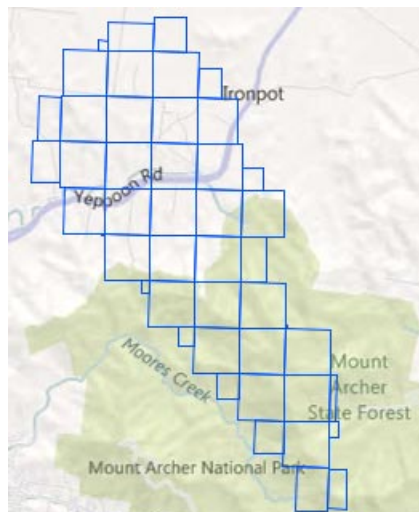 Ironpot
Yeppoon Rd
Moores Creek
Mount
Archer
State Forest
Mount Archer National Park